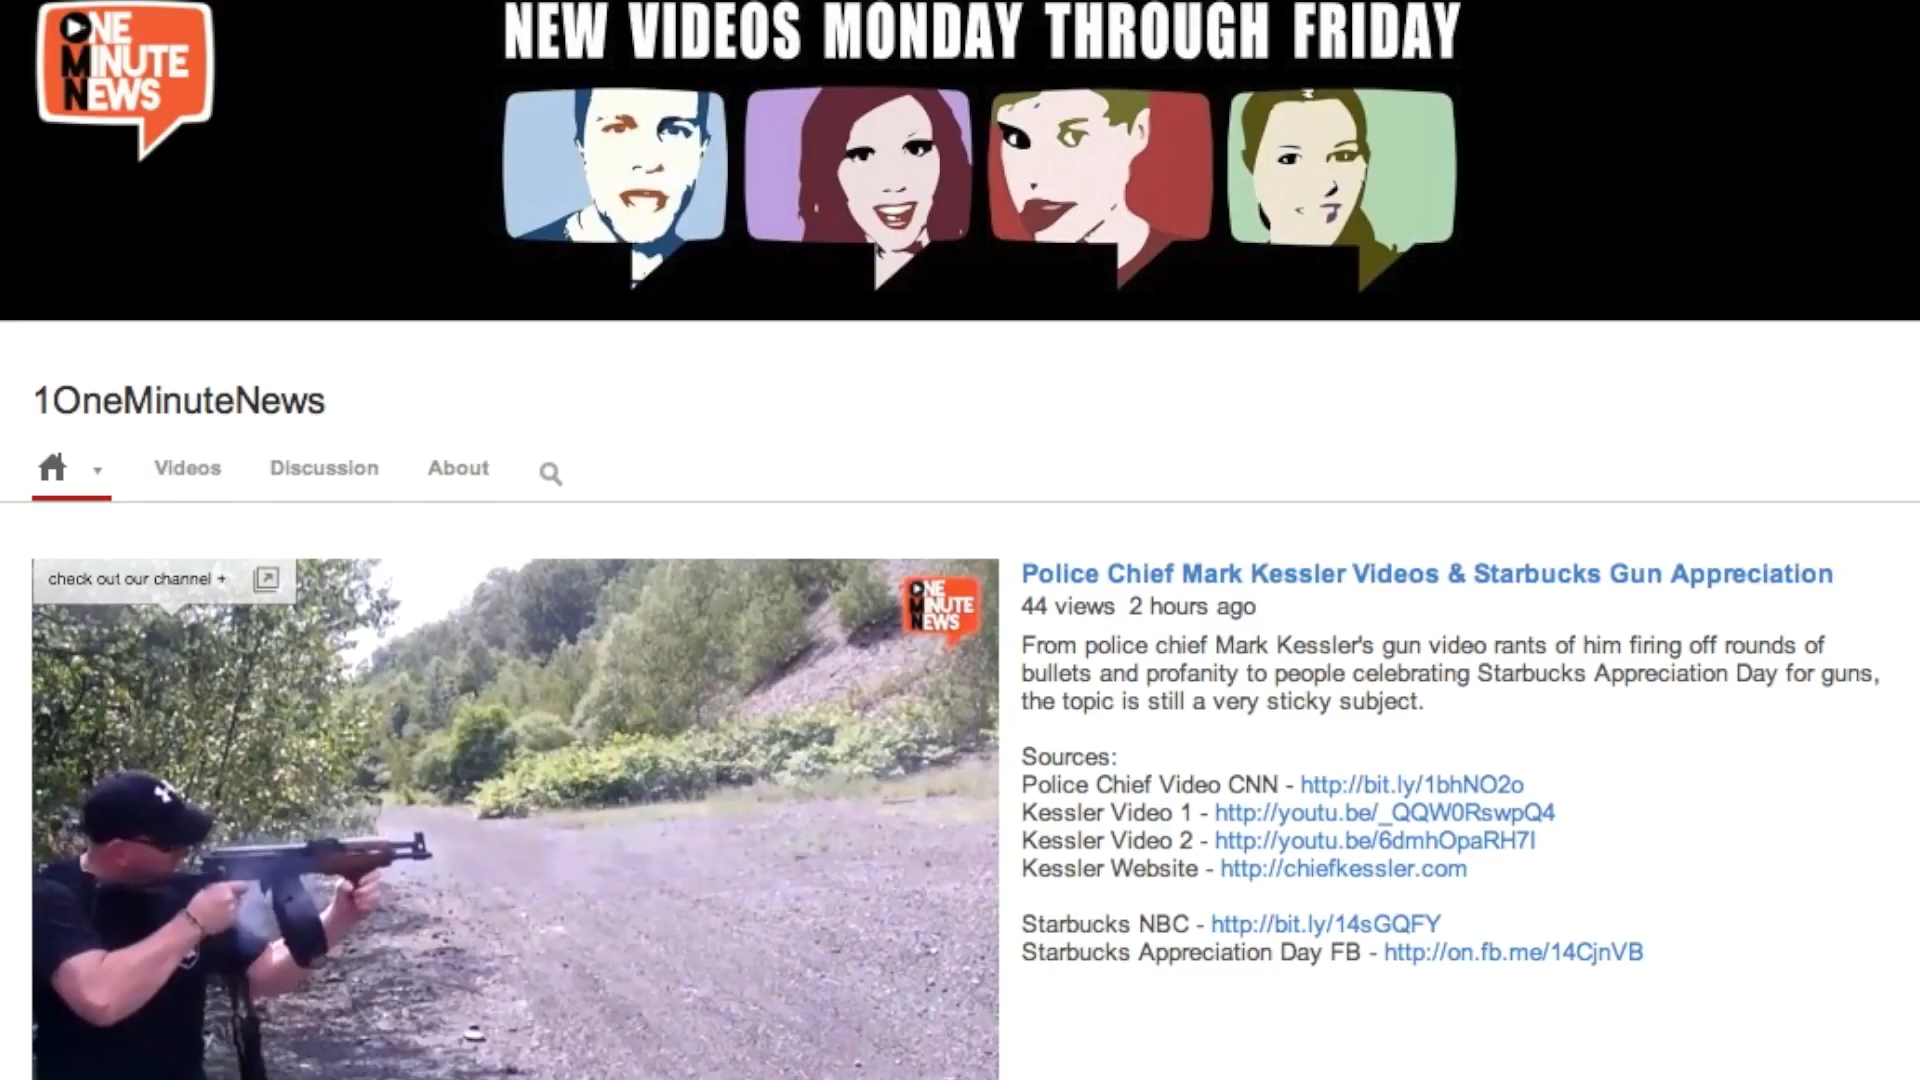 ONE
MINUTE
NEWS
NEW VIDEOS MONDAY THROUGH FRIDAY
1OneMinuteNews
Videos
Discussion
About
check out our channel +
ONE
MINUTE
NEWS
Police Chief Mark Kessler Videos & Starbucks Gun Appreciation
44 views 2 hours ago
From police chief Mark Kessler's gun video rants of him firing off rounds of
bullets and profanity to people celebrating Starbucks Appreciation Day for guns,
the topic is still a very sticky subject.
Sources:
Police Chief Video CNN - http://bit.ly/1bhNO2o
Kessler Video 1 - http://youtu.be/_QQW0RswpQ4
Kessler Video 2 - http://youtu.be/6dmhOpaRH7I
Kessler Website - http://chiefkessler.com
Starbucks NBC - http://bit.ly/14sGQFY
Starbucks Appreciation Day FB - http://on.fb.me/14CjnVB